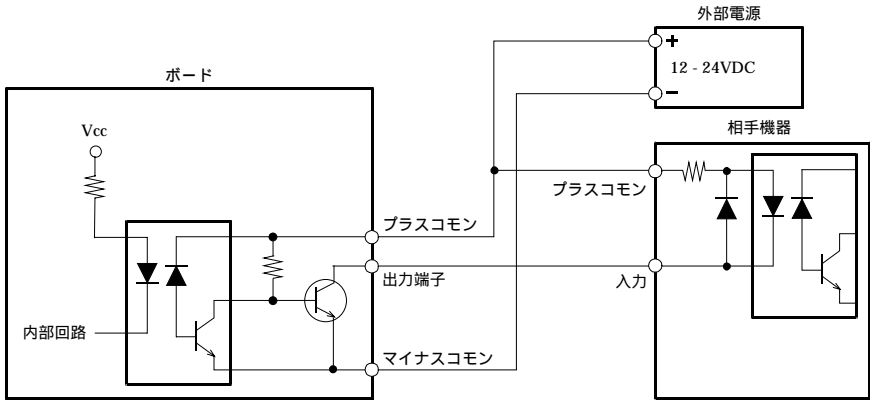 外部電源
+
12 - 24VDC
−
ボード
相手機器
Vcc
プラスコモン
プラスコモン
出力端子
入力
内部回路
マイナスコモン